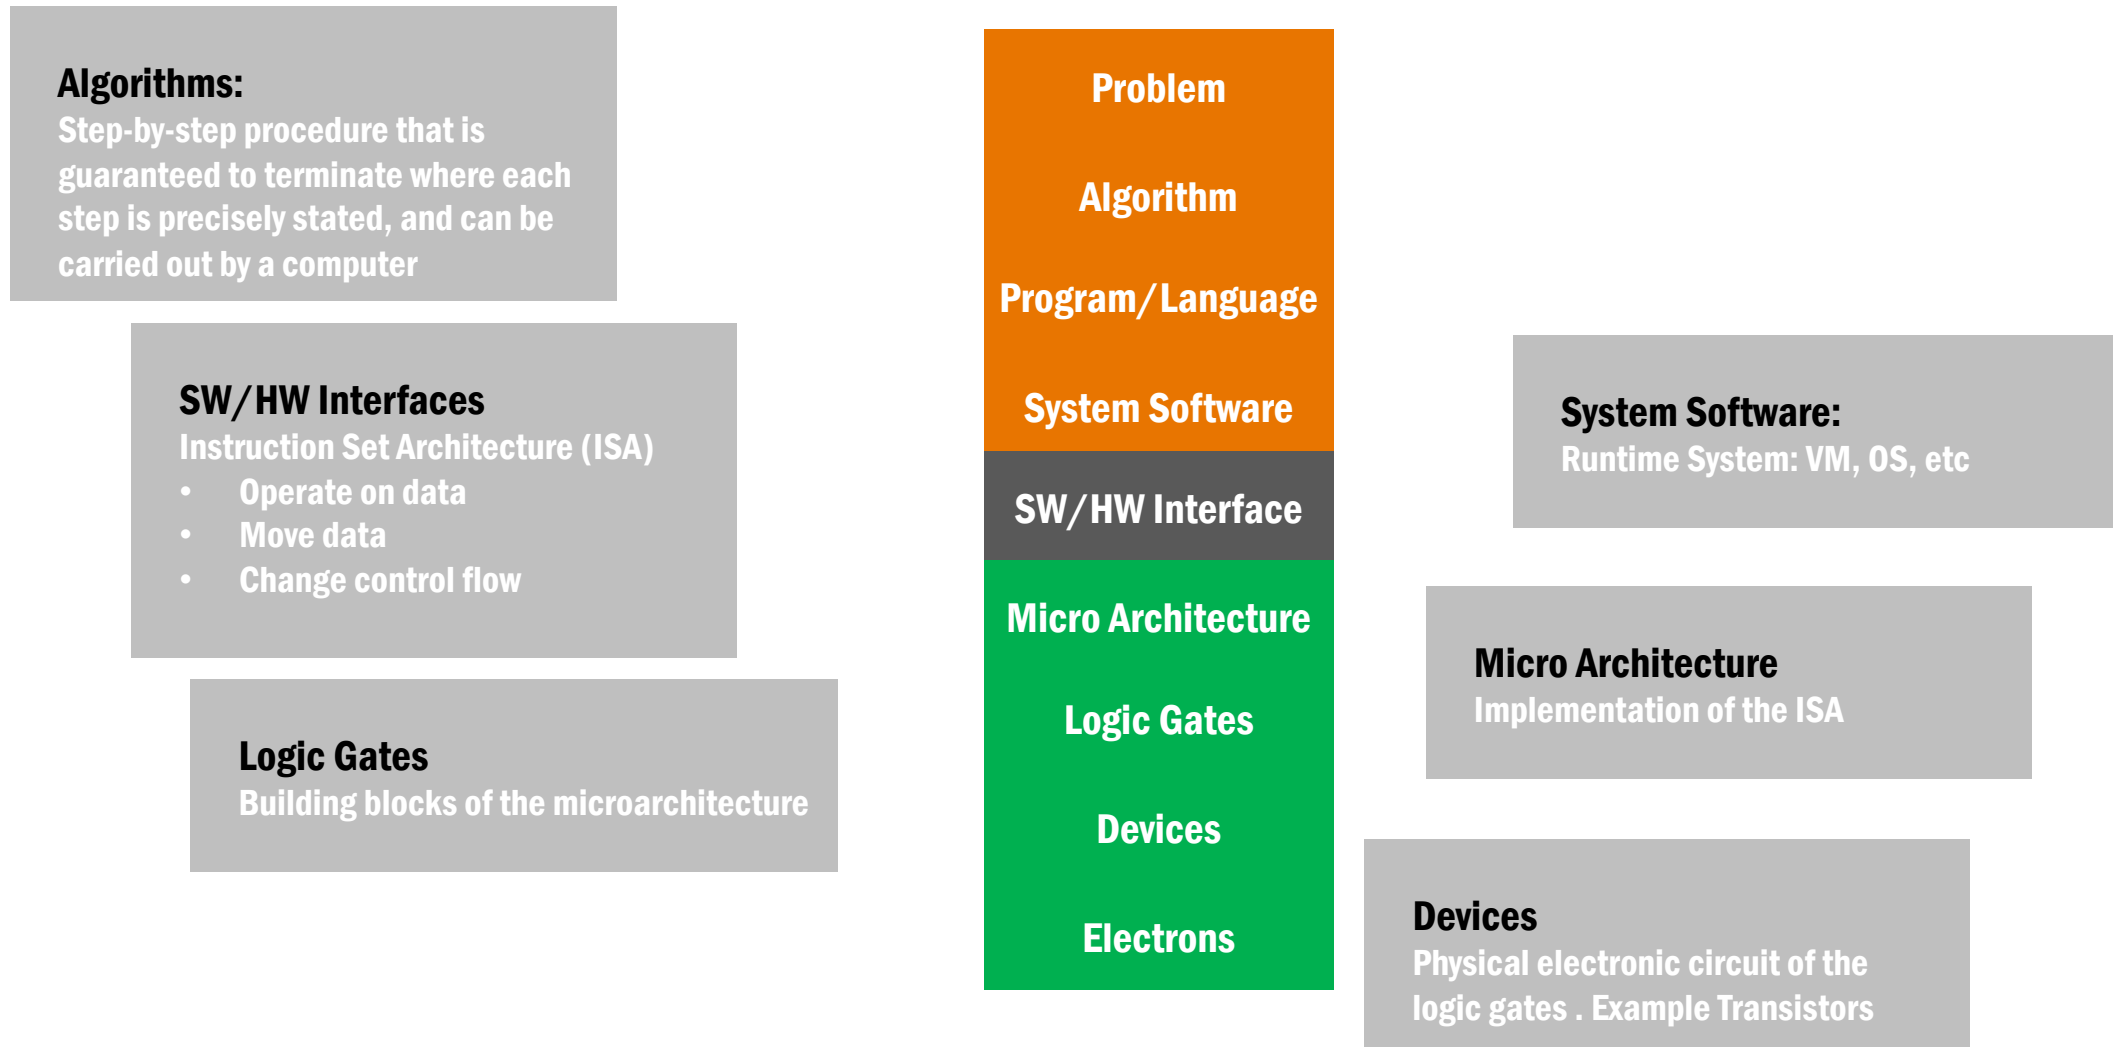 Algorithms:
Step-by-step procedure that is
guaranteed to terminate where each
step is precisely stated, and can be
carried out by a computer
SW/HW Interfaces
Instruction Set Architecture (ISA)
• Operate on data
• Move data
• Change control flow
Logic Gates
Building blocks of the microarchitecture
Problem
Algorithm
Program/Language
System Software
SW/HW Interface
Micro Architecture
Logic Gates
Devices
Electrons
System Software:
Runtime System: VM, OS, etc
Micro Architecture
Implementation of the ISA
Devices
Physical electronic circuit of the
logic gates . Example Transistors